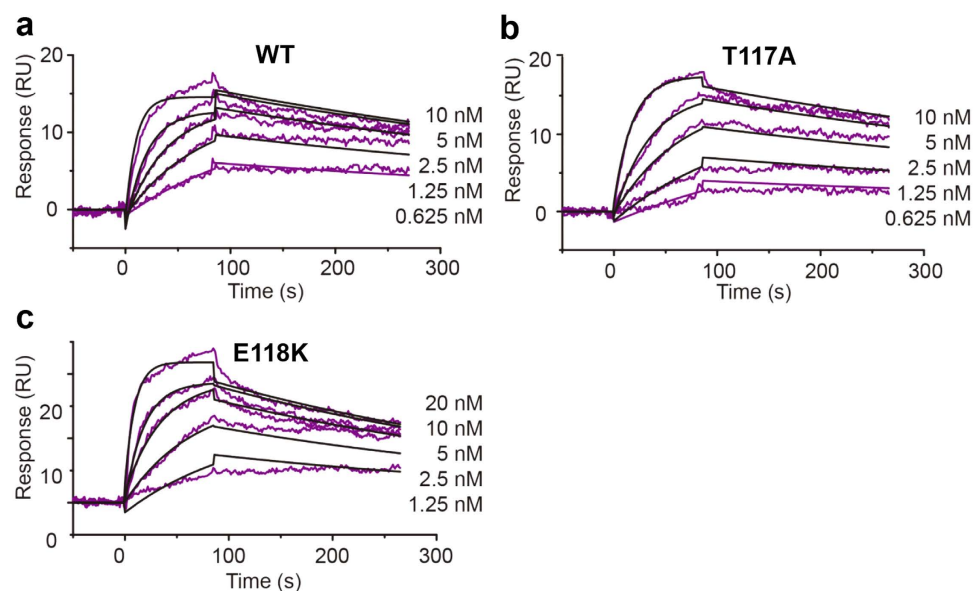 a
WT
Response (RU)
20
10
0
10 nM
5 nM
2.5 nM
1.25 nM
0.625 nM
0 100 200 300
Time (s)
b
T117A
Response (RU)
20
10
0
10 nM
5 nM
2.5 nM
1.25 nM
0.625 nM
0 100 200 300
Time (s)
c
E118K
Response (RU)
20
10
0
20 nM
10 nM
5 nM
2.5 nM
1.25 nM
0 100 200 300
Time (s)